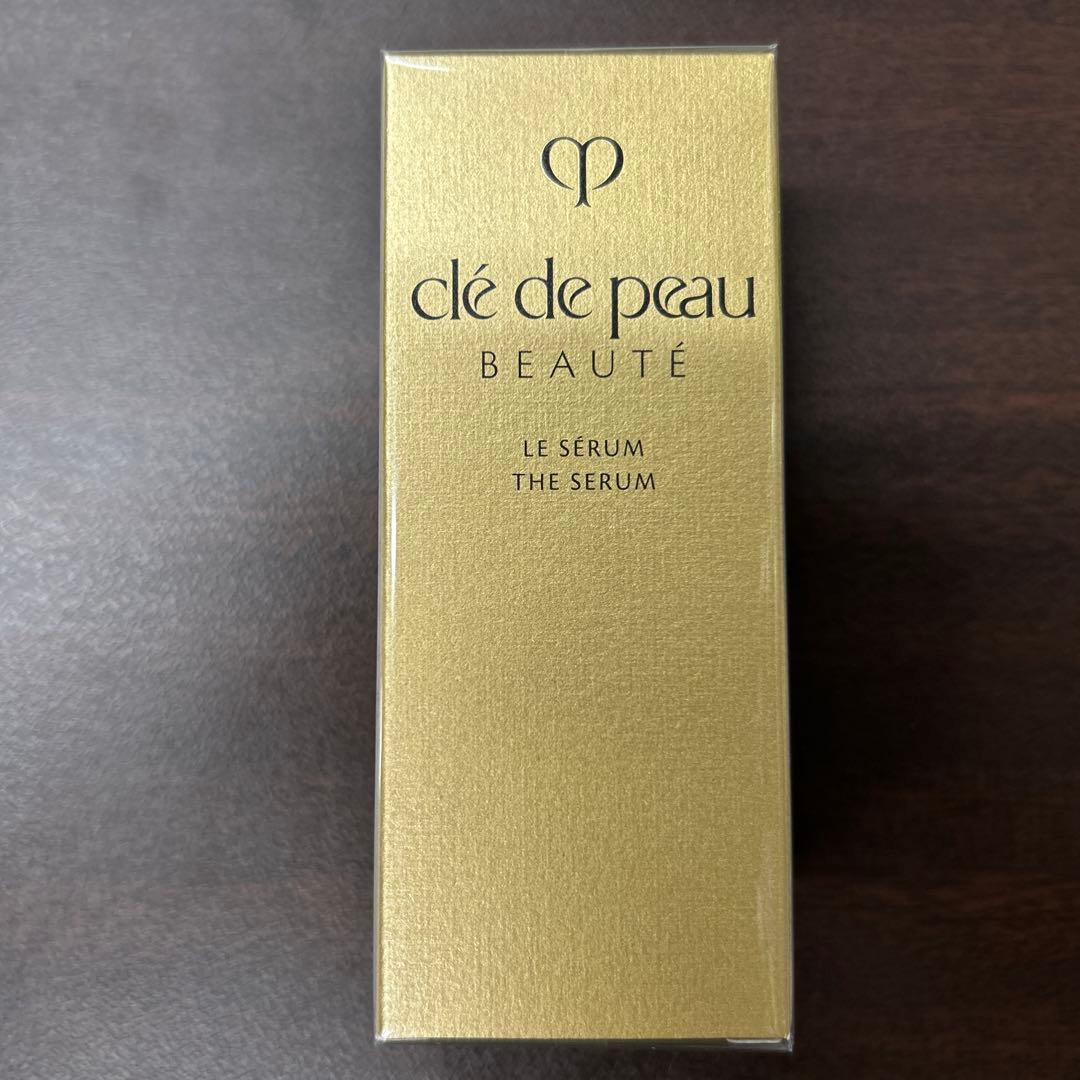 clé de peau
BEAUTÉ
LE SÉRUM
THE SERUM